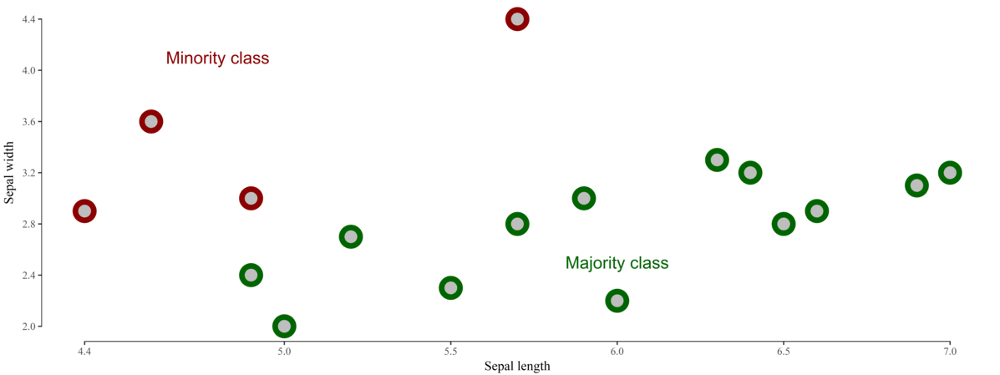 4.4
Minority class
4.0
3.6
3.2
Sepal width
2.8
Majority class
2.4
2.0
4.4 5.0 5.5 6.0 6.5 7.0
Sepal length